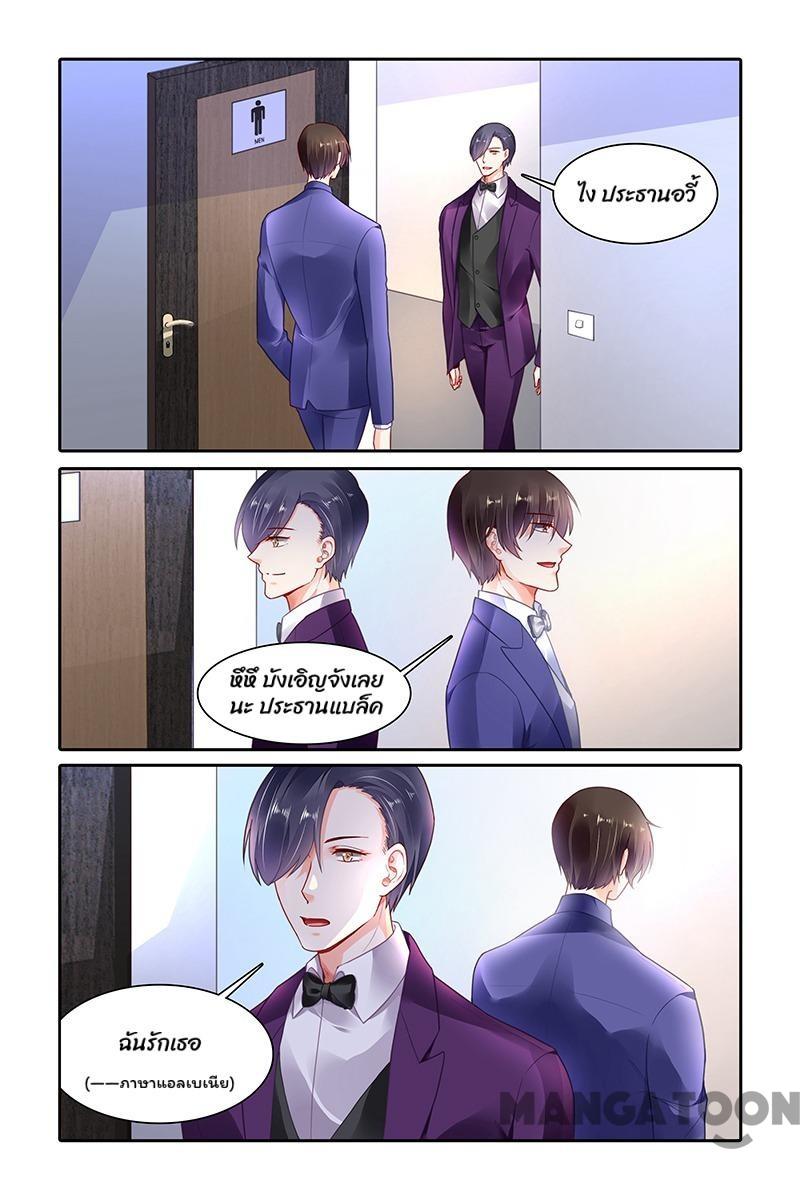 MEN
ไง ประธานอวี้
หึหึ บังเอิญจังเลย
นะ ประธานแบล็ค
ฉันรักเธอ
(——ภาษาแอลเบเนีย)
MANGATOON